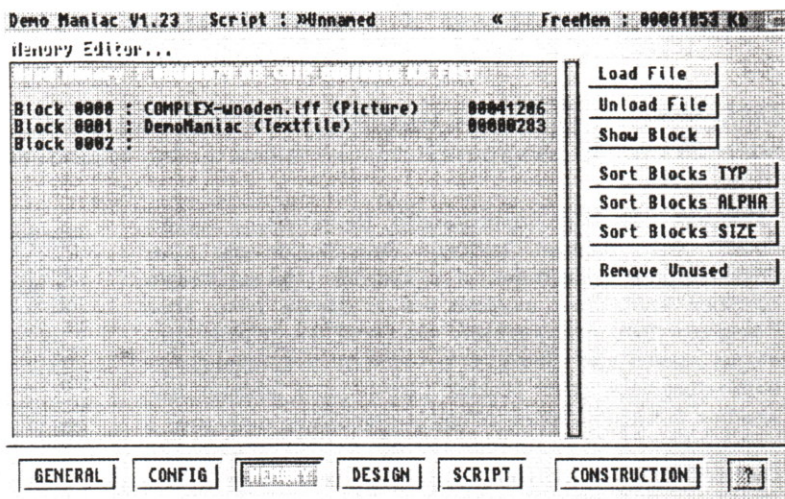 Demo Maniac V1.23 Script : »Unnamed « FreeMem : 00001053 Kb
Memory Editor...
Block 0000 : COMPLEX-wooden.iff (Picture) 00041206
Block 0001 : DemoManiac (Textfile) 00000283
Block 0002 :
Load File
Unload File
Show Block
Sort Blocks TYP
Sort Blocks ALPHA
Sort Blocks SIZE
Remove Unused
GENERAL CONFIG MEMORY DESIGN SCRIPT CONSTRUCTION ?